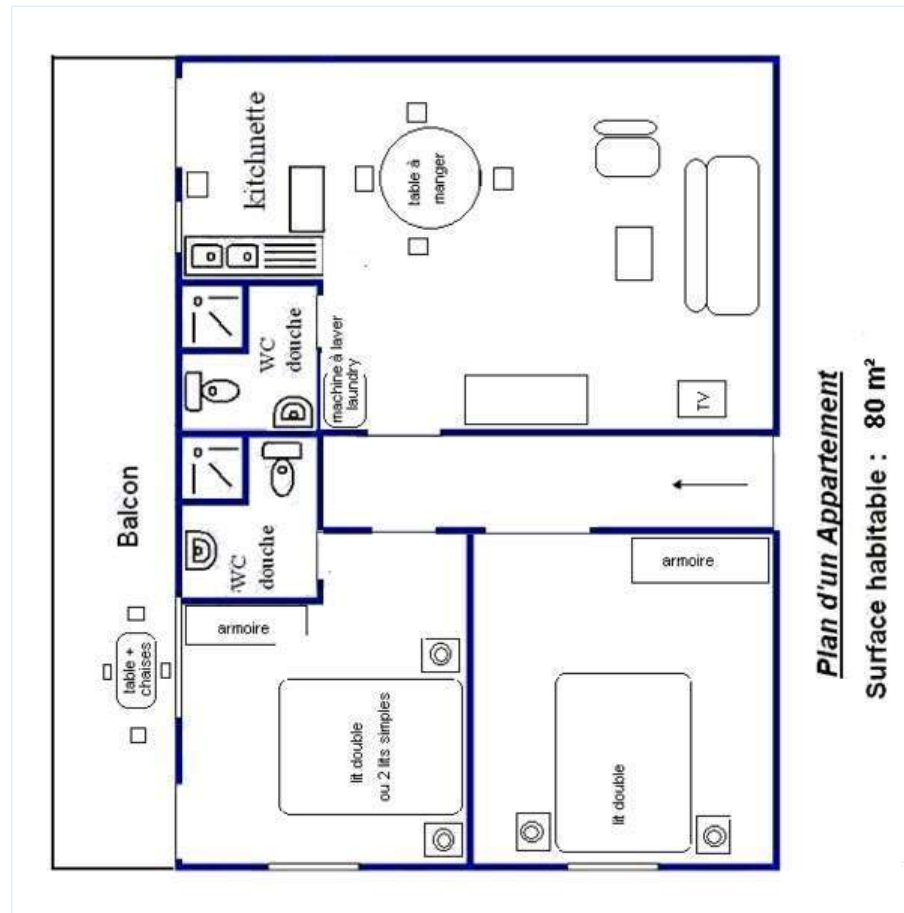 kitchnette
table à
manger
WC
douche
machine à laver
laundry
TV
Balcon
WC
douche
armoire
armoire
table +
chaises
lit double
ou 2 lits simples
lit double
Plan d'un Appartement
Surface habitable : 80 m²